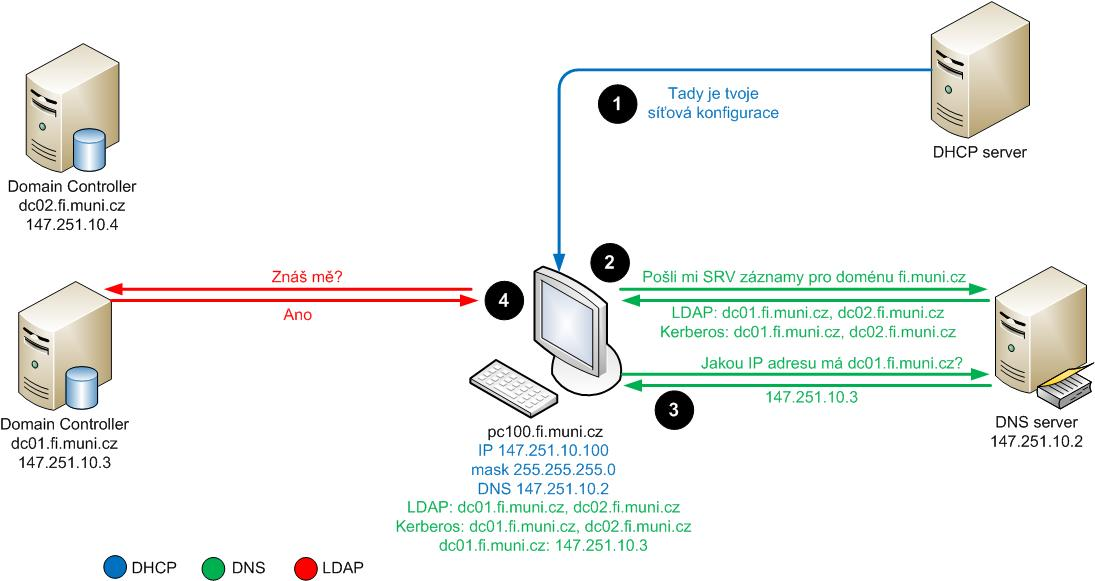 1
Tady je tvoje
síťová konfigurace
DHCP server
Domain Controller
dc02.fi.muni.cz
147.251.10.4
Znáš mě?
Ano
4
2
Pošli mi SRV záznamy pro doménu fi.muni.cz
LDAP: dc01.fi.muni.cz, dc02.fi.muni.cz
Kerberos: dc01.fi.muni.cz, dc02.fi.muni.cz
Jakou IP adresu má dc01.fi.muni.cz?
147.251.10.3
3
DNS server
147.251.10.2
Domain Controller
dc01.fi.muni.cz
147.251.10.3
pc100.fi.muni.cz
IP 147.251.10.100
mask 255.255.255.0
DNS 147.251.10.2
LDAP: dc01.fi.muni.cz, dc02.fi.muni.cz
Kerberos: dc01.fi.muni.cz, dc02.fi.muni.cz
dc01.fi.muni.cz: 147.251.10.3
DHCP
DNS
LDAP